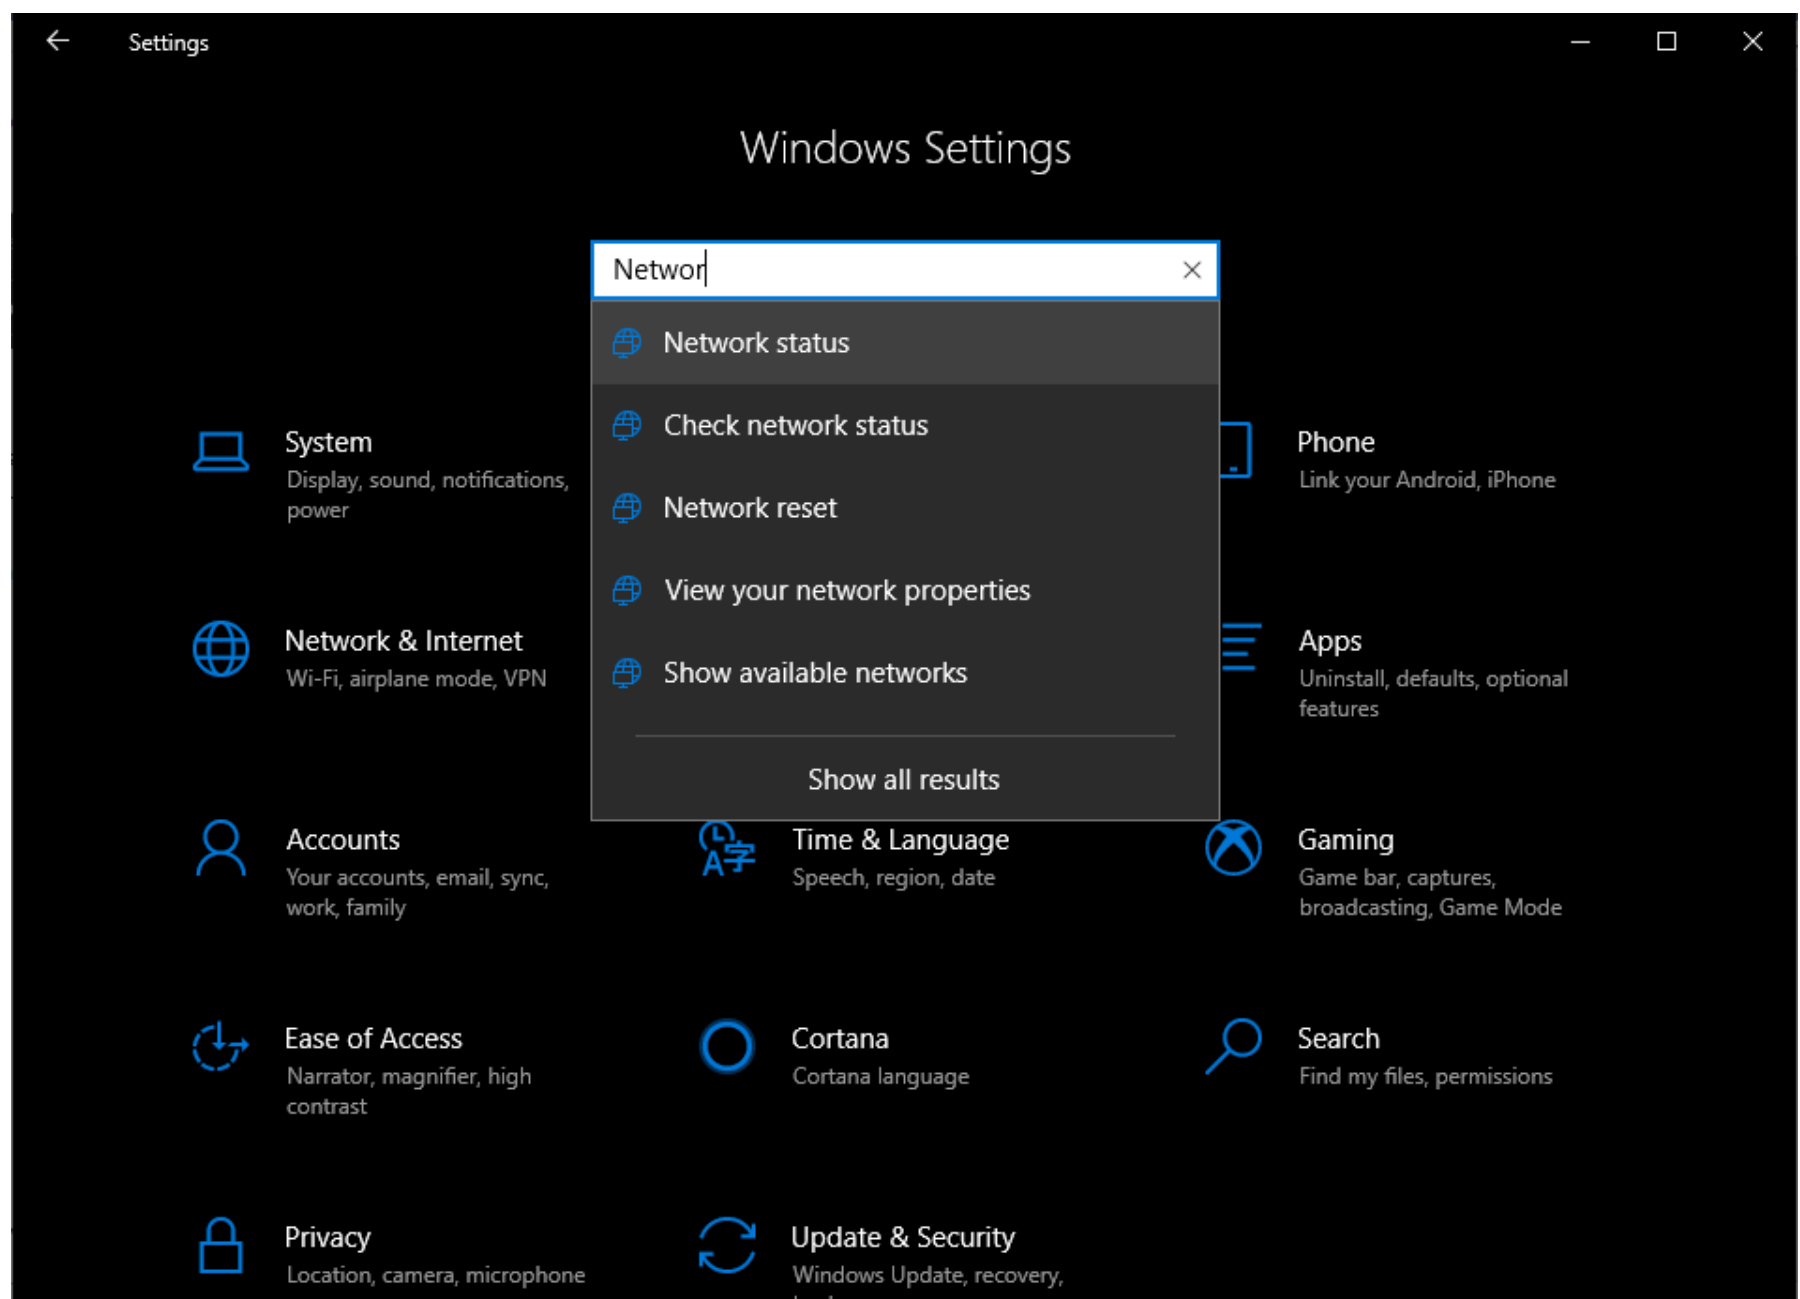 Settings
Windows Settings
Networ
Network status
Check network status
Network reset
View your network properties
Show available networks
Show all results
System
Display, sound, notifications,
power
Phone
Link your Android, iPhone
Network & Internet
Wi-Fi, airplane mode, VPN
Apps
Uninstall, defaults, optional
features
Accounts
Your accounts, email, sync,
work, family
Time & Language
Speech, region, date
Gaming
Game bar, captures,
broadcasting, Game Mode
Ease of Access
Narrator, magnifier, high
contrast
Cortana
Cortana language
Search
Find my files, permissions
Privacy
Location, camera, microphone
Update & Security
Windows Update, recovery,